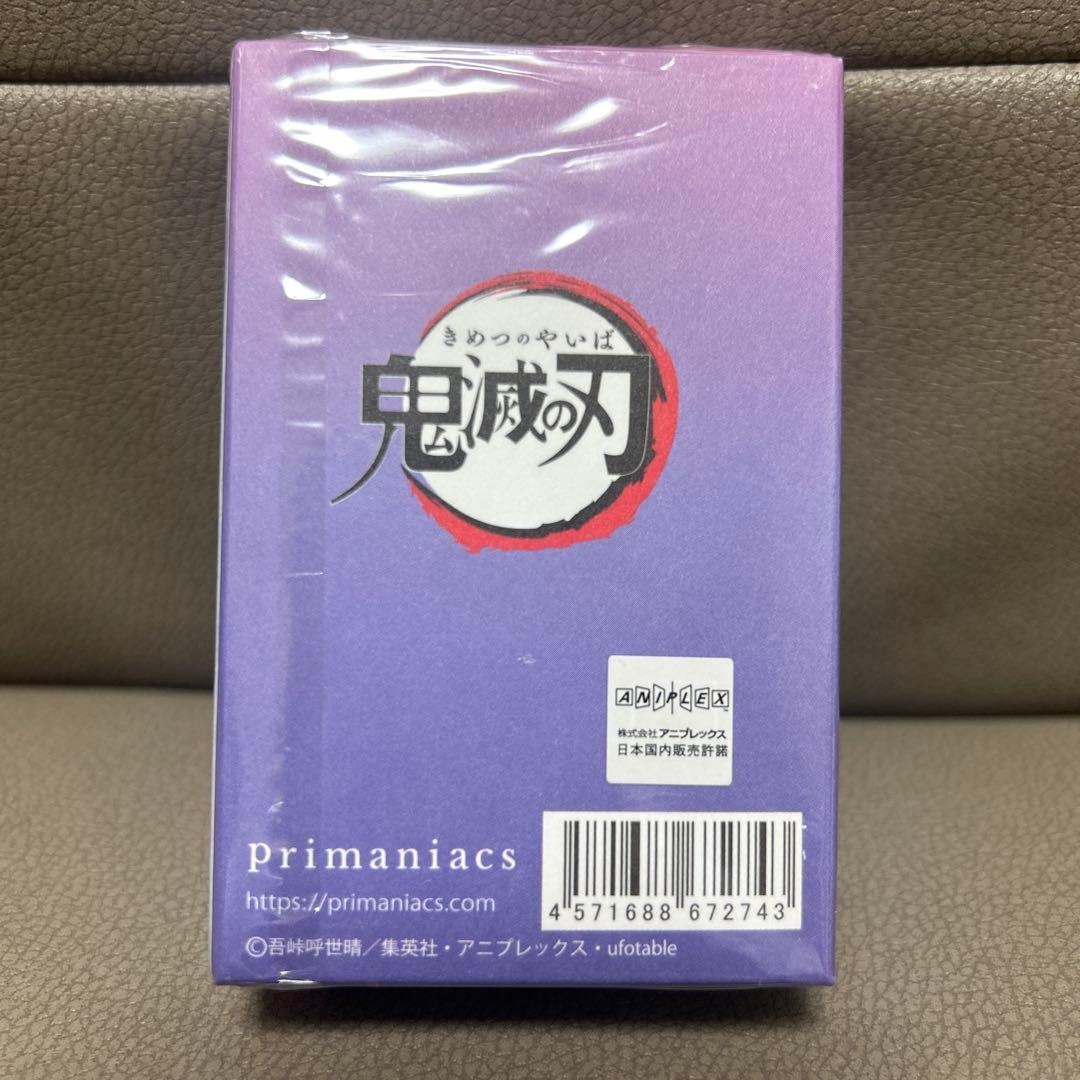 きめつのやいば
鬼滅の刃
ANIPLEX
株式会社アニプレックス
日本国内販売許諾
primaniacs
https://primaniacs.com
4 571688 672743
©吾峠呼世晴／集英社・アニプレックス・ufotable